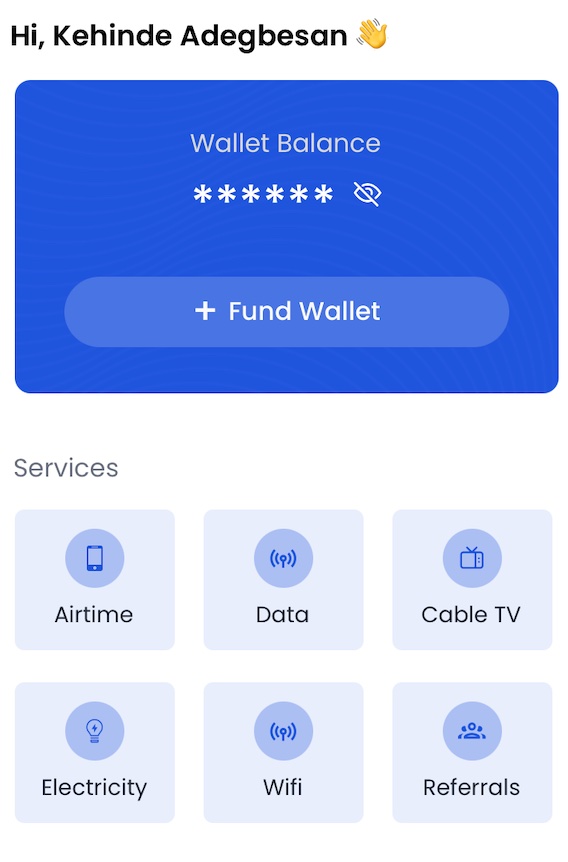 Hi, Kehinde Adegbesan 👋
Wallet Balance
******
+ Fund Wallet
Services
Airtime
Data
Cable TV
Electricity
Wifi
Referrals